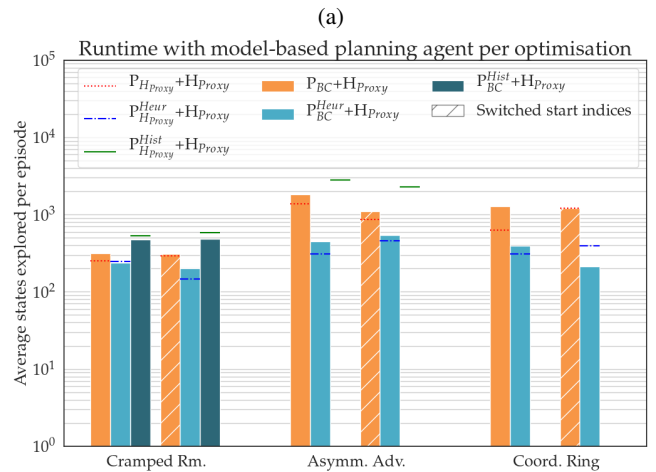 (a)
Runtime with model-based planning agent per optimisation
Average states explored per episode
10^5
10^4
10^3
10^2
10^1
10^0
P_{H_{Proxy}}+H_{Proxy}
P^{Heur}_{H_{Proxy}}+H_{Proxy}
P^{Hist}_{H_{Proxy}}+H_{Proxy}
P_{BC}+H_{Proxy}
P^{Heur}_{BC}+H_{Proxy}
P^{Hist}_{BC}+H_{Proxy}
Switched start indices
Cramped Rm.
Asymm. Adv.
Coord. Ring